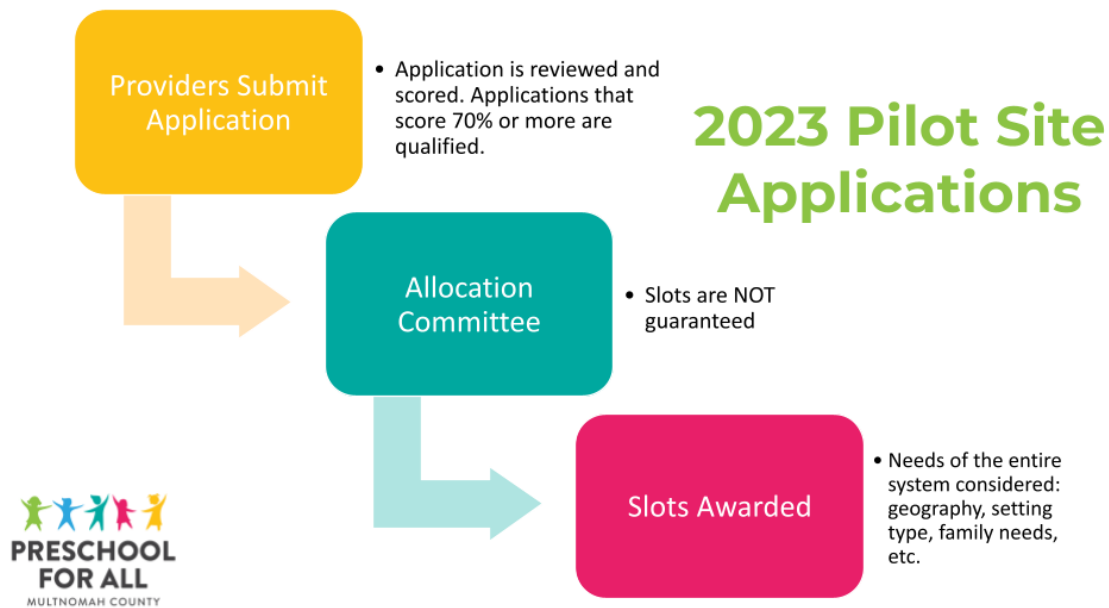 Providers Submit
Application
• Application is reviewed and
scored. Applications that
score 70% or more are
qualified.
2023 Pilot Site
Applications
Allocation
Committee
• Slots are NOT
guaranteed
Slots Awarded
• Needs of the entire
system considered:
geography, setting
type, family needs,
etc.
PRESCHOOL
FOR ALL
MULTNOMAH COUNTY